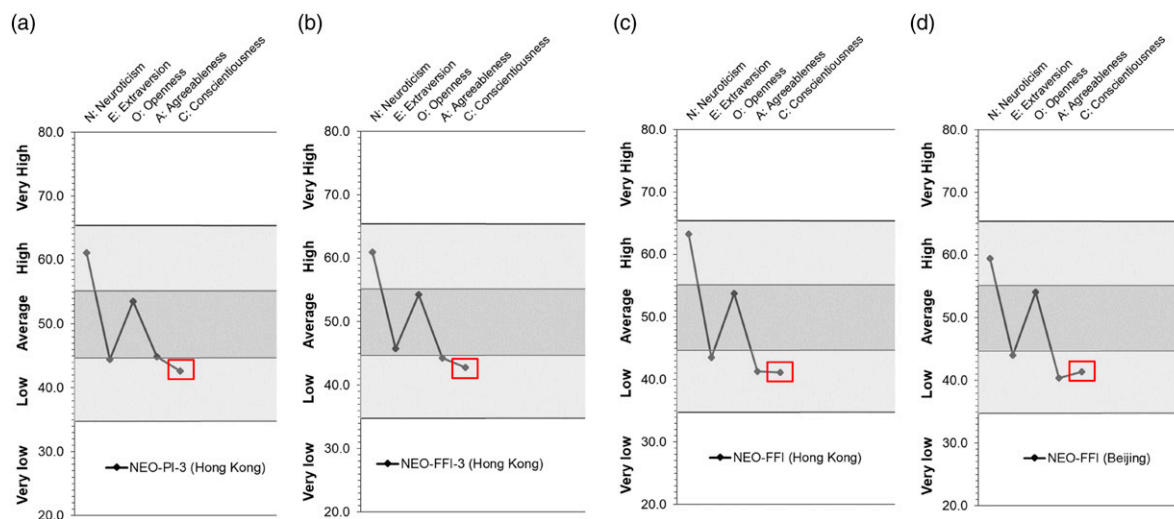 (a)
N: Neuroticism
E: Extraversion
O: Openness
A: Agreeableness
C: Conscientiousness
80.0
Very High
70.0
High
60.0
Average
50.0
Low
40.0
Very low
30.0
20.0
NEO-PI-3 (Hong Kong)
(b)
N: Neuroticism
E: Extraversion
O: Openness
A: Agreeableness
C: Conscientiousness
80.0
Very High
70.0
High
60.0
Average
50.0
Low
40.0
Very low
30.0
20.0
NEO-FFI-3 (Hong Kong)
(c)
N: Neuroticism
E: Extraversion
O: Openness
A: Agreeableness
C: Conscientiousness
80.0
Very High
70.0
High
60.0
Average
50.0
Low
40.0
Very low
30.0
20.0
NEO-FFI (Hong Kong)
(d)
N: Neuroticism
E: Extraversion
O: Openness
A: Agreeableness
C: Conscientiousness
80.0
Very High
70.0
High
60.0
Average
50.0
Low
40.0
Very low
30.0
20.0
NEO-FFI (Beijing)